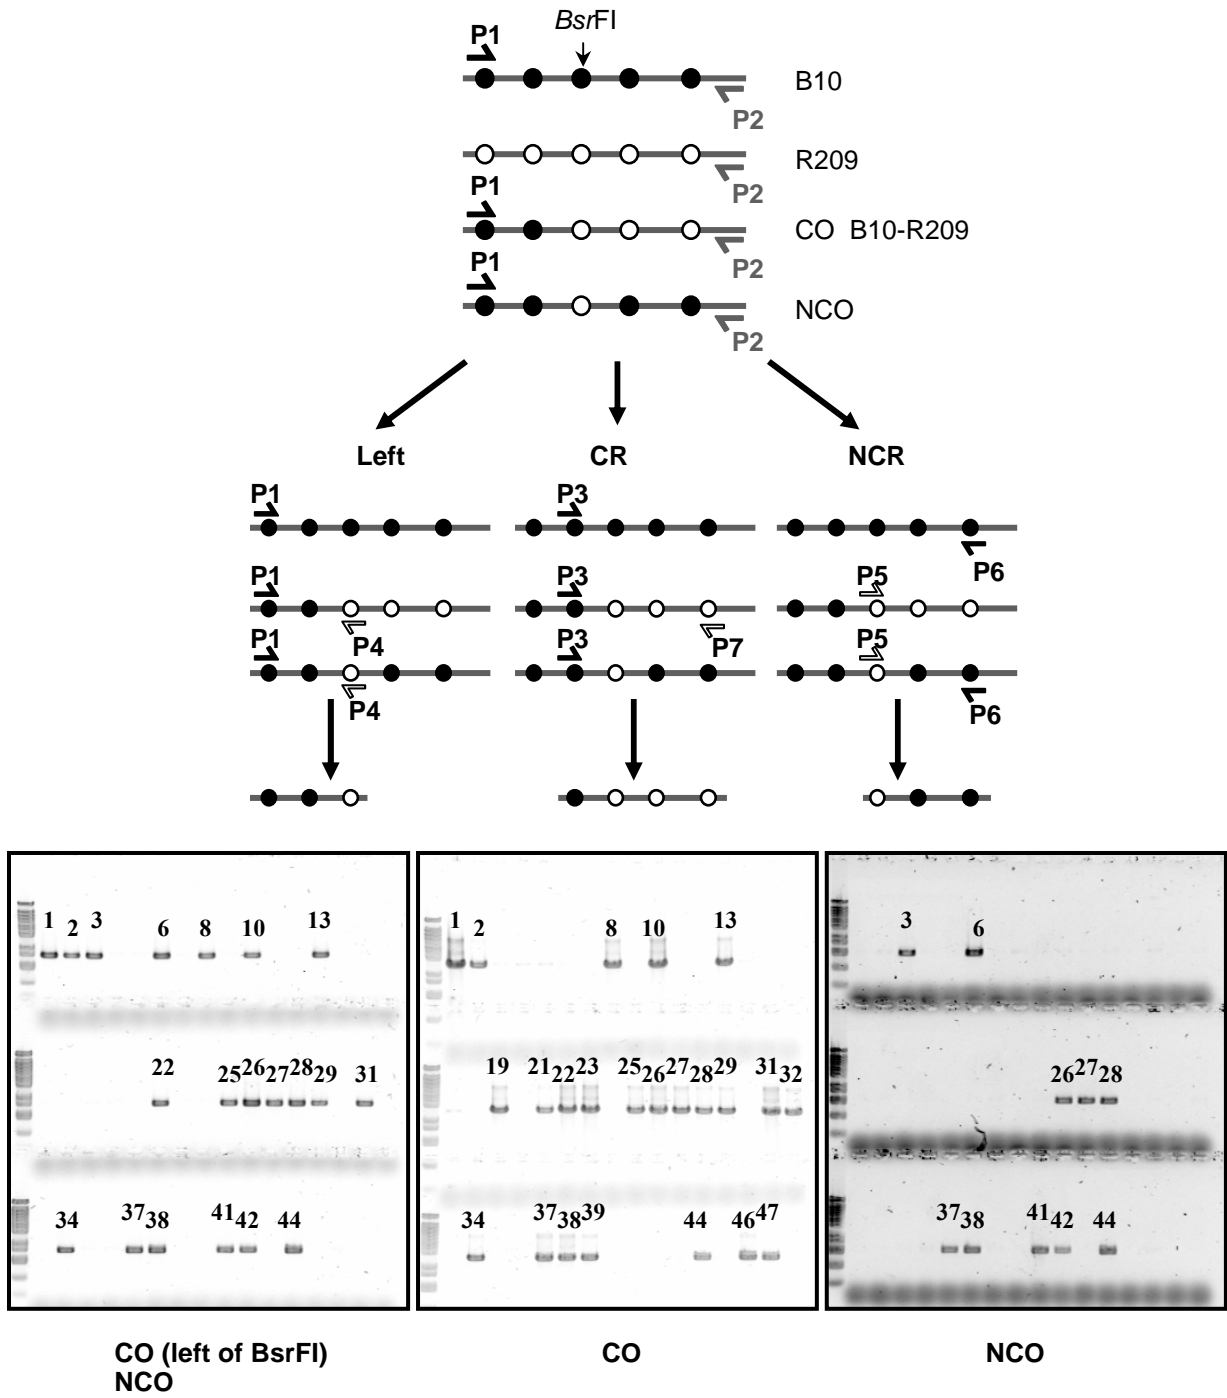 BsrFI
P1
B10
P2
R209
P2
P1
CO B10-R209
P2
P1
NCO
P2
Left CR NCR
P1 P3
P6
P1 P3 P5
P4 P7
P1 P3 P5
P4 P6
1 2 3 6 8 10 13
22 25 26 27 28 29 31
34 37 38 41 42 44
1 2 8 10 13
19 21 22 23 25 26 27 28 29 31 32
34 37 38 39 44 46 47
3 6
26 27 28
37 38 41 42 44
CO (left of BsrFI)
NCO
CO
NCO